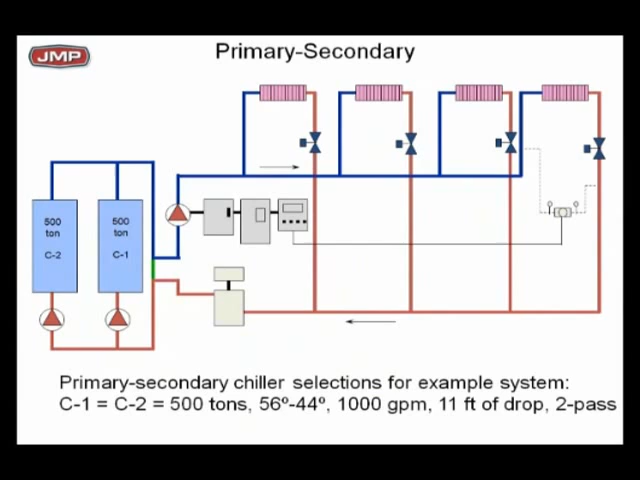 JMP
Primary-Secondary
500
ton
C-2
500
ton
C-1
Primary-secondary chiller selections for example system:
C-1 = C-2 = 500 tons, 56º-44º, 1000 gpm, 11 ft of drop, 2-pass